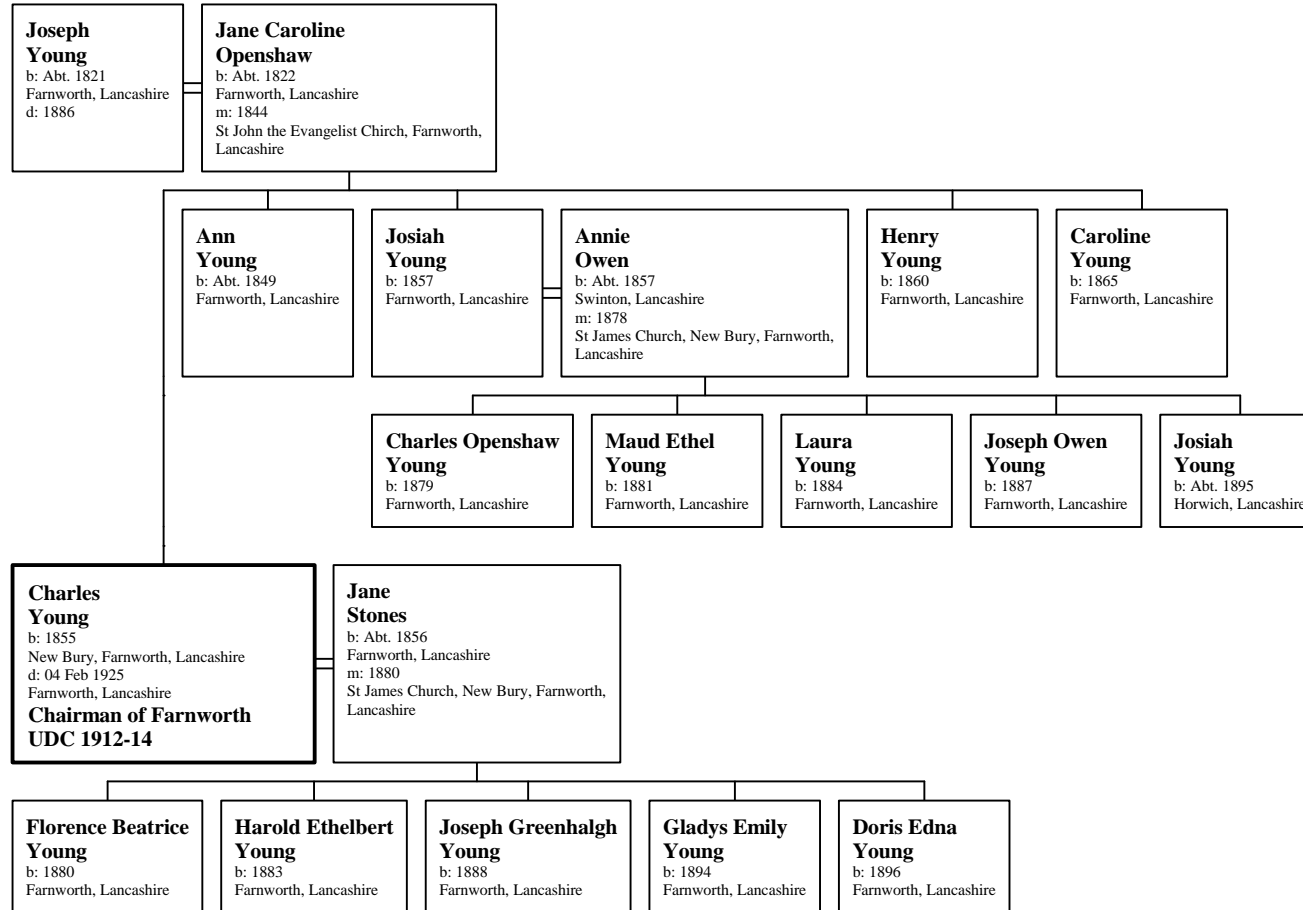 Joseph
Young
b: Abt. 1821
Farnworth, Lancashire
d: 1886
Jane Caroline
Openshaw
b: Abt. 1822
Farnworth, Lancashire
m: 1844
St John the Evangelist Chirch, Farnworth,
Lancashire
Ann
Young
b: Abt. 1849
Farnworth, Lancashire
Josiah
Young
b: 1857
Farnworth, Lancashire
Annie
Owen
b: Abt. 1857
Swinton, Lancashire
m: 1878
St James Church, New Bury, Farnworth,
Lancashire
Henry
Young
b: 1860
Farnworth, Lancashire
Caroline
Young
b: 1865
Farnworth, Lancashire
Charles Openshaw
Young
b: 1879
Farnworth, Lancashire
Maud Ethel
Young
b: 1881
Farnworth, Lancashire
Laura
Young
b: 1884
Farnworth, Lancashire
Joseph Owen
Young
b: 1887
Farnworth, Lancashire
Josiah
Young
b: Abt. 1895
Horwich, Lancashire
Charles
Young
b: 1855
New Bury, Farnworth, Lancashire
d: 04 Feb 1925
Farnworth, Lancashire
Chairman of Farnworth
UDC 1912-14
Jane
Stones
b: Abt. 1856
Farnworth, Lancashire
m: 1880
St James Church, New Bury, Farnworth,
Lancashire
Florence Beatrice
Young
b: 1880
Farnworth, Lancashire
Harold Ethelbert
Young
b: 1883
Farnworth, Lancashire
Joseph Greenhalgh
Young
b: 1888
Farnworth, Lancashire
Gladys Emily
Young
b: 1894
Farnworth, Lancashire
Doris Edna
Young
b: 1896
Farnworth, Lancashire